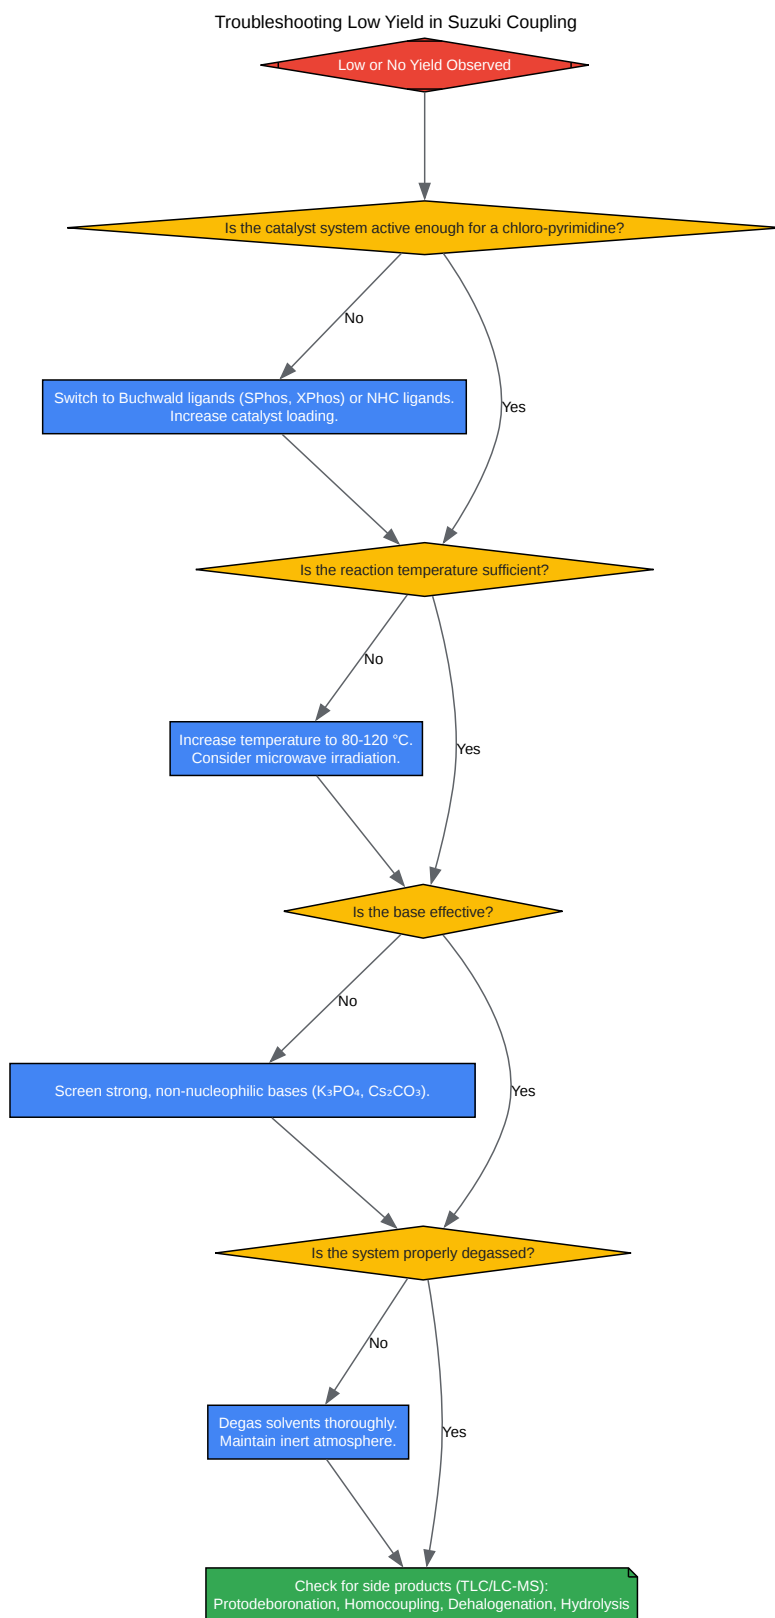 Troubleshooting Low Yield in Suzuki Coupling
Low or No Yield Observed
Is the catalyst system active enough for a chloro-pyrimidine?
No
Switch to Buchwald ligands (SPhos, XPhos) or NHC ligands.
Increase catalyst loading.
Yes
Is the reaction temperature sufficient?
No
Increase temperature to 80-120 °C.
Consider microwave irradiation.
Yes
Is the base effective?
No
Screen strong, non-nucleophilic bases (K₃PO₄, Cs₂CO₃).
Yes
Is the system properly degassed?
No
Degas solvents thoroughly.
Maintain inert atmosphere.
Yes
Check for side products (TLC/LC-MS):
Protodeboronation, Homocoupling, Dehalogenation, Hydrolysis